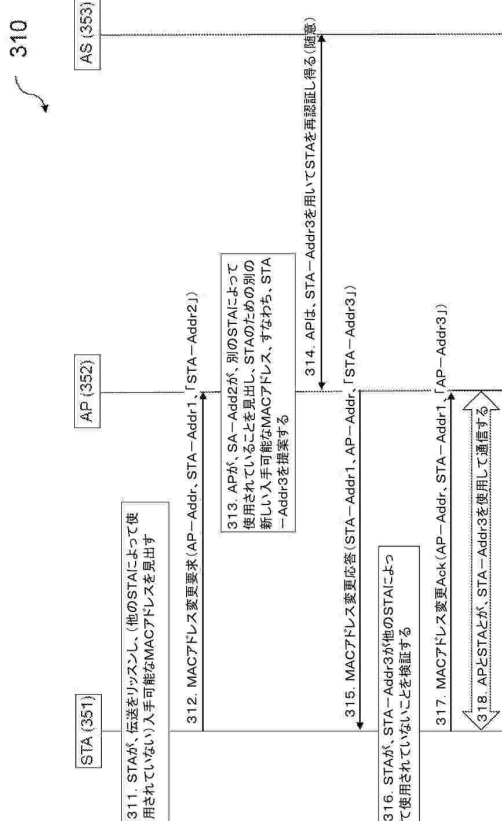 310
STA (351)
AP (352)
AS (353)
311. STAが、伝送をリッスンし、(他のSTAによって使
用されていない)入手可能なMACアドレスを見出す
312. MACアドレス変更要求(AP-Addr、STA-Addr1、「STA-Addr2」)
313. APが、SA-Add2が、別のSTAによって
使用されていることを見出し、STAのための別の
新しい入手可能なMACアドレス、すなわち、STA
-Addr3を提案する
314. APは、STA-Addr3を用いてSTAを再認証し得る(随意)
315. MACアドレス変更応答(STA-Addr1、AP-Addr、「STA-Addr3」)
316. STAが、STA-Addr3が他のSTAによっ
て使用されていないことを検証する
317. MACアドレス変更Ack(AP-Addr、STA-Addr1、「AP-Addr3」)
318. APとSTAとが、STA-Addr3を使用して通信する